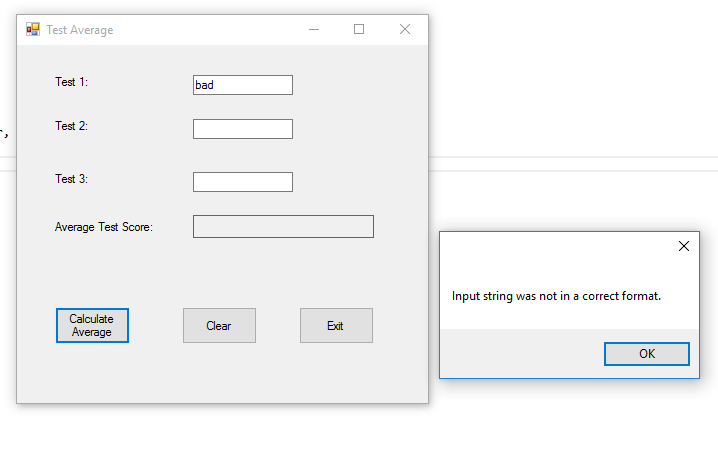 Test Average
Test 1:
bad
Test 2:
Test 3:
Average Test Score:
Calculate
Average
Clear
Exit
Input string was not in a correct format.
OK